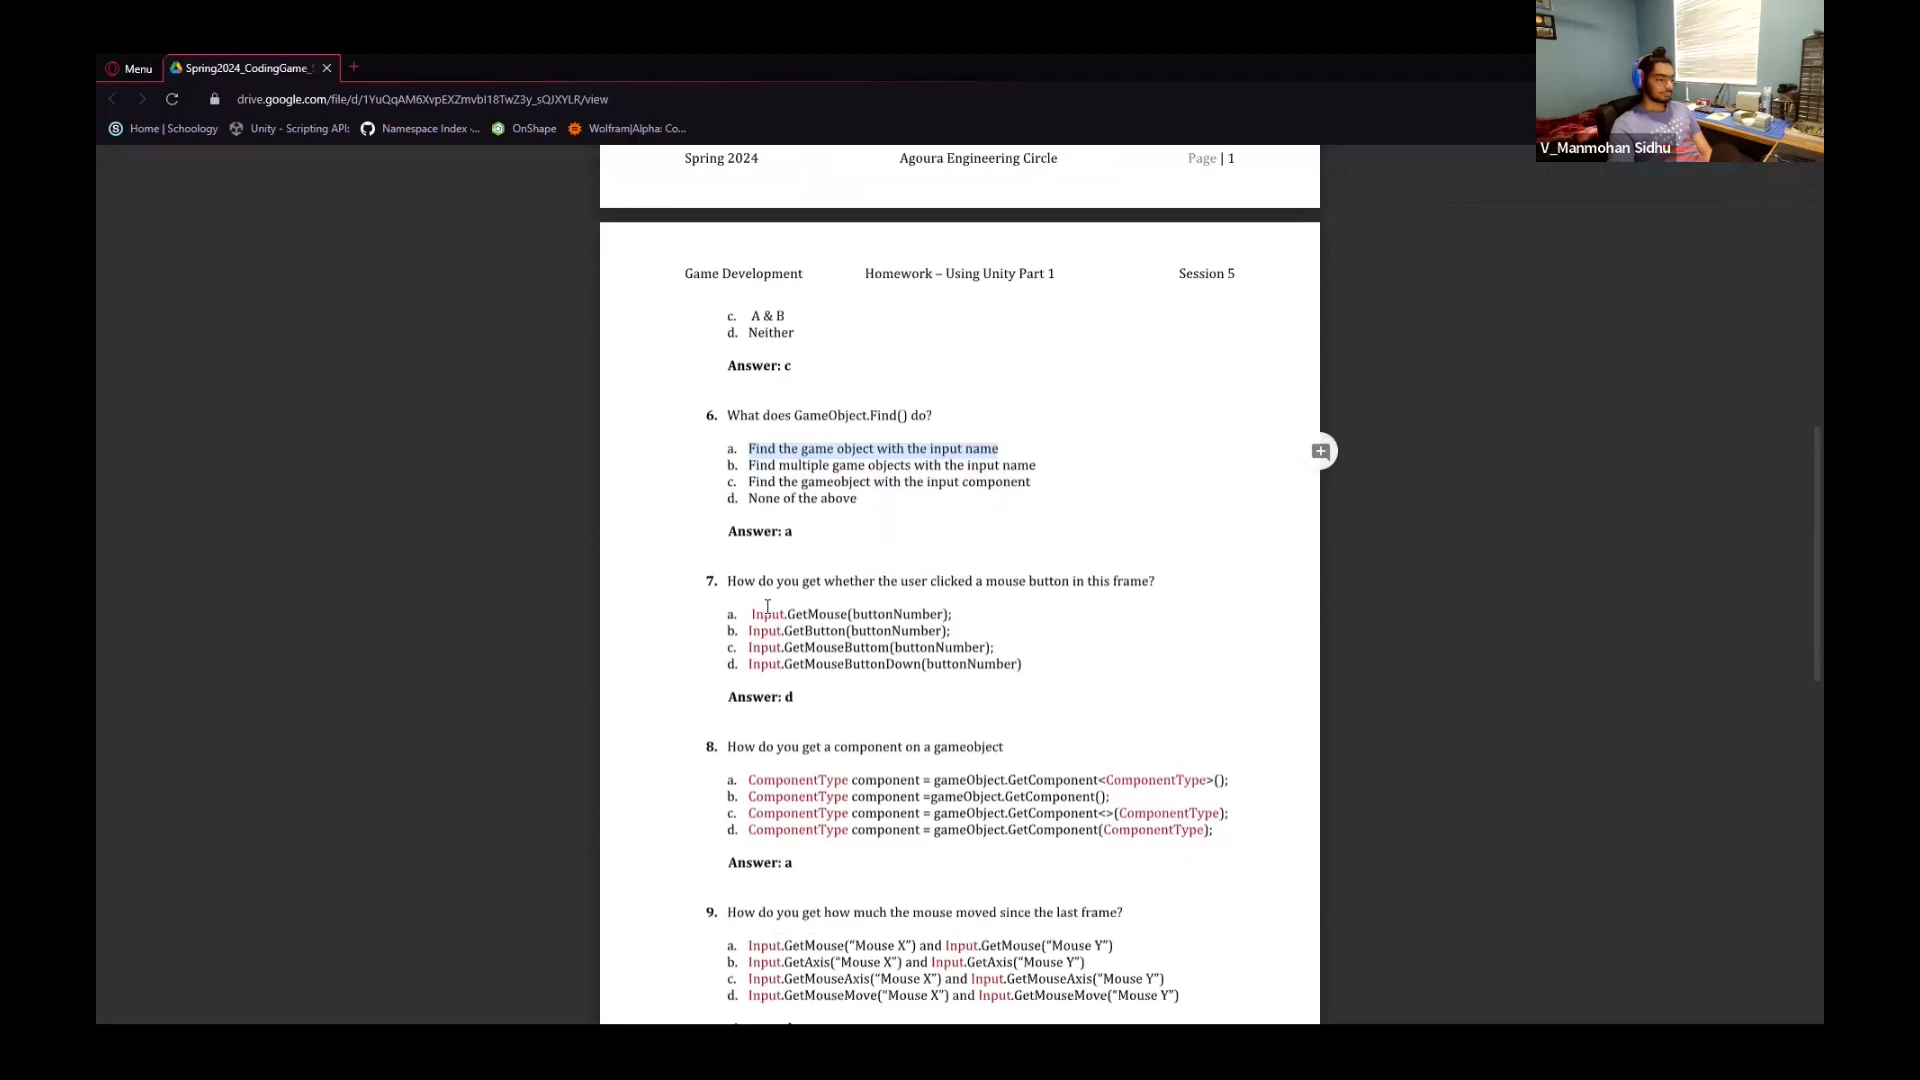 Menu
Spring2024_CodingGame_
drive.google.com/file/d/1YuQqAM6XvpEXZmvbI18TwZ3y_sQJXYLR/view
Home | Schoology
Unity - Scripting API:
Namespace Index -...
OnShape
Wolfram|Alpha: Co...
V_Manmohan Sidhu
Spring 2024 Agoura Engineering Circle Page | 1
Game Development Homework – Using Unity Part 1 Session 5
c. A & B
d. Neither
Answer: c
6. What does GameObject.Find() do?
a. Find the game object with the input name
b. Find multiple game objects with the input name
c. Find the gameobject with the input component
d. None of the above
Answer: a
7. How do you get whether the user clicked a mouse button in this frame?
a. Input.GetMouse(buttonNumber);
b. Input.GetButton(buttonNumber);
c. Input.GetMouseButtom(buttonNumber);
d. Input.GetMouseButtonDown(buttonNumber)
Answer: d
8. How do you get a component on a gameobject
a. ComponentType component = gameObject.GetComponent<ComponentType>();
b. ComponentType component =gameObject.GetComponent();
c. ComponentType component = gameObject.GetComponent<>(ComponentType);
d. ComponentType component = gameObject.GetComponent(ComponentType);
Answer: a
9. How do you get how much the mouse moved since the last frame?
a. Input.GetMouse(“Mouse X”) and Input.GetMouse(“Mouse Y”)
b. Input.GetAxis(“Mouse X”) and Input.GetAxis(“Mouse Y”)
c. Input.GetMouseAxis(“Mouse X”) and Input.GetMouseAxis(“Mouse Y”)
d. Input.GetMouseMove(“Mouse X”) and Input.GetMouseMove(“Mouse Y”)